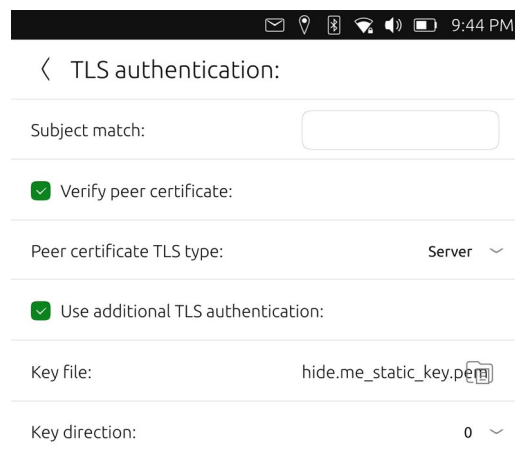 9:44 PM
TLS authentication:
Subject match:
Verify peer certificate:
Peer certificate TLS type: Server
Use additional TLS authentication:
Key file: hide.me_static_key.pem
Key direction: 0